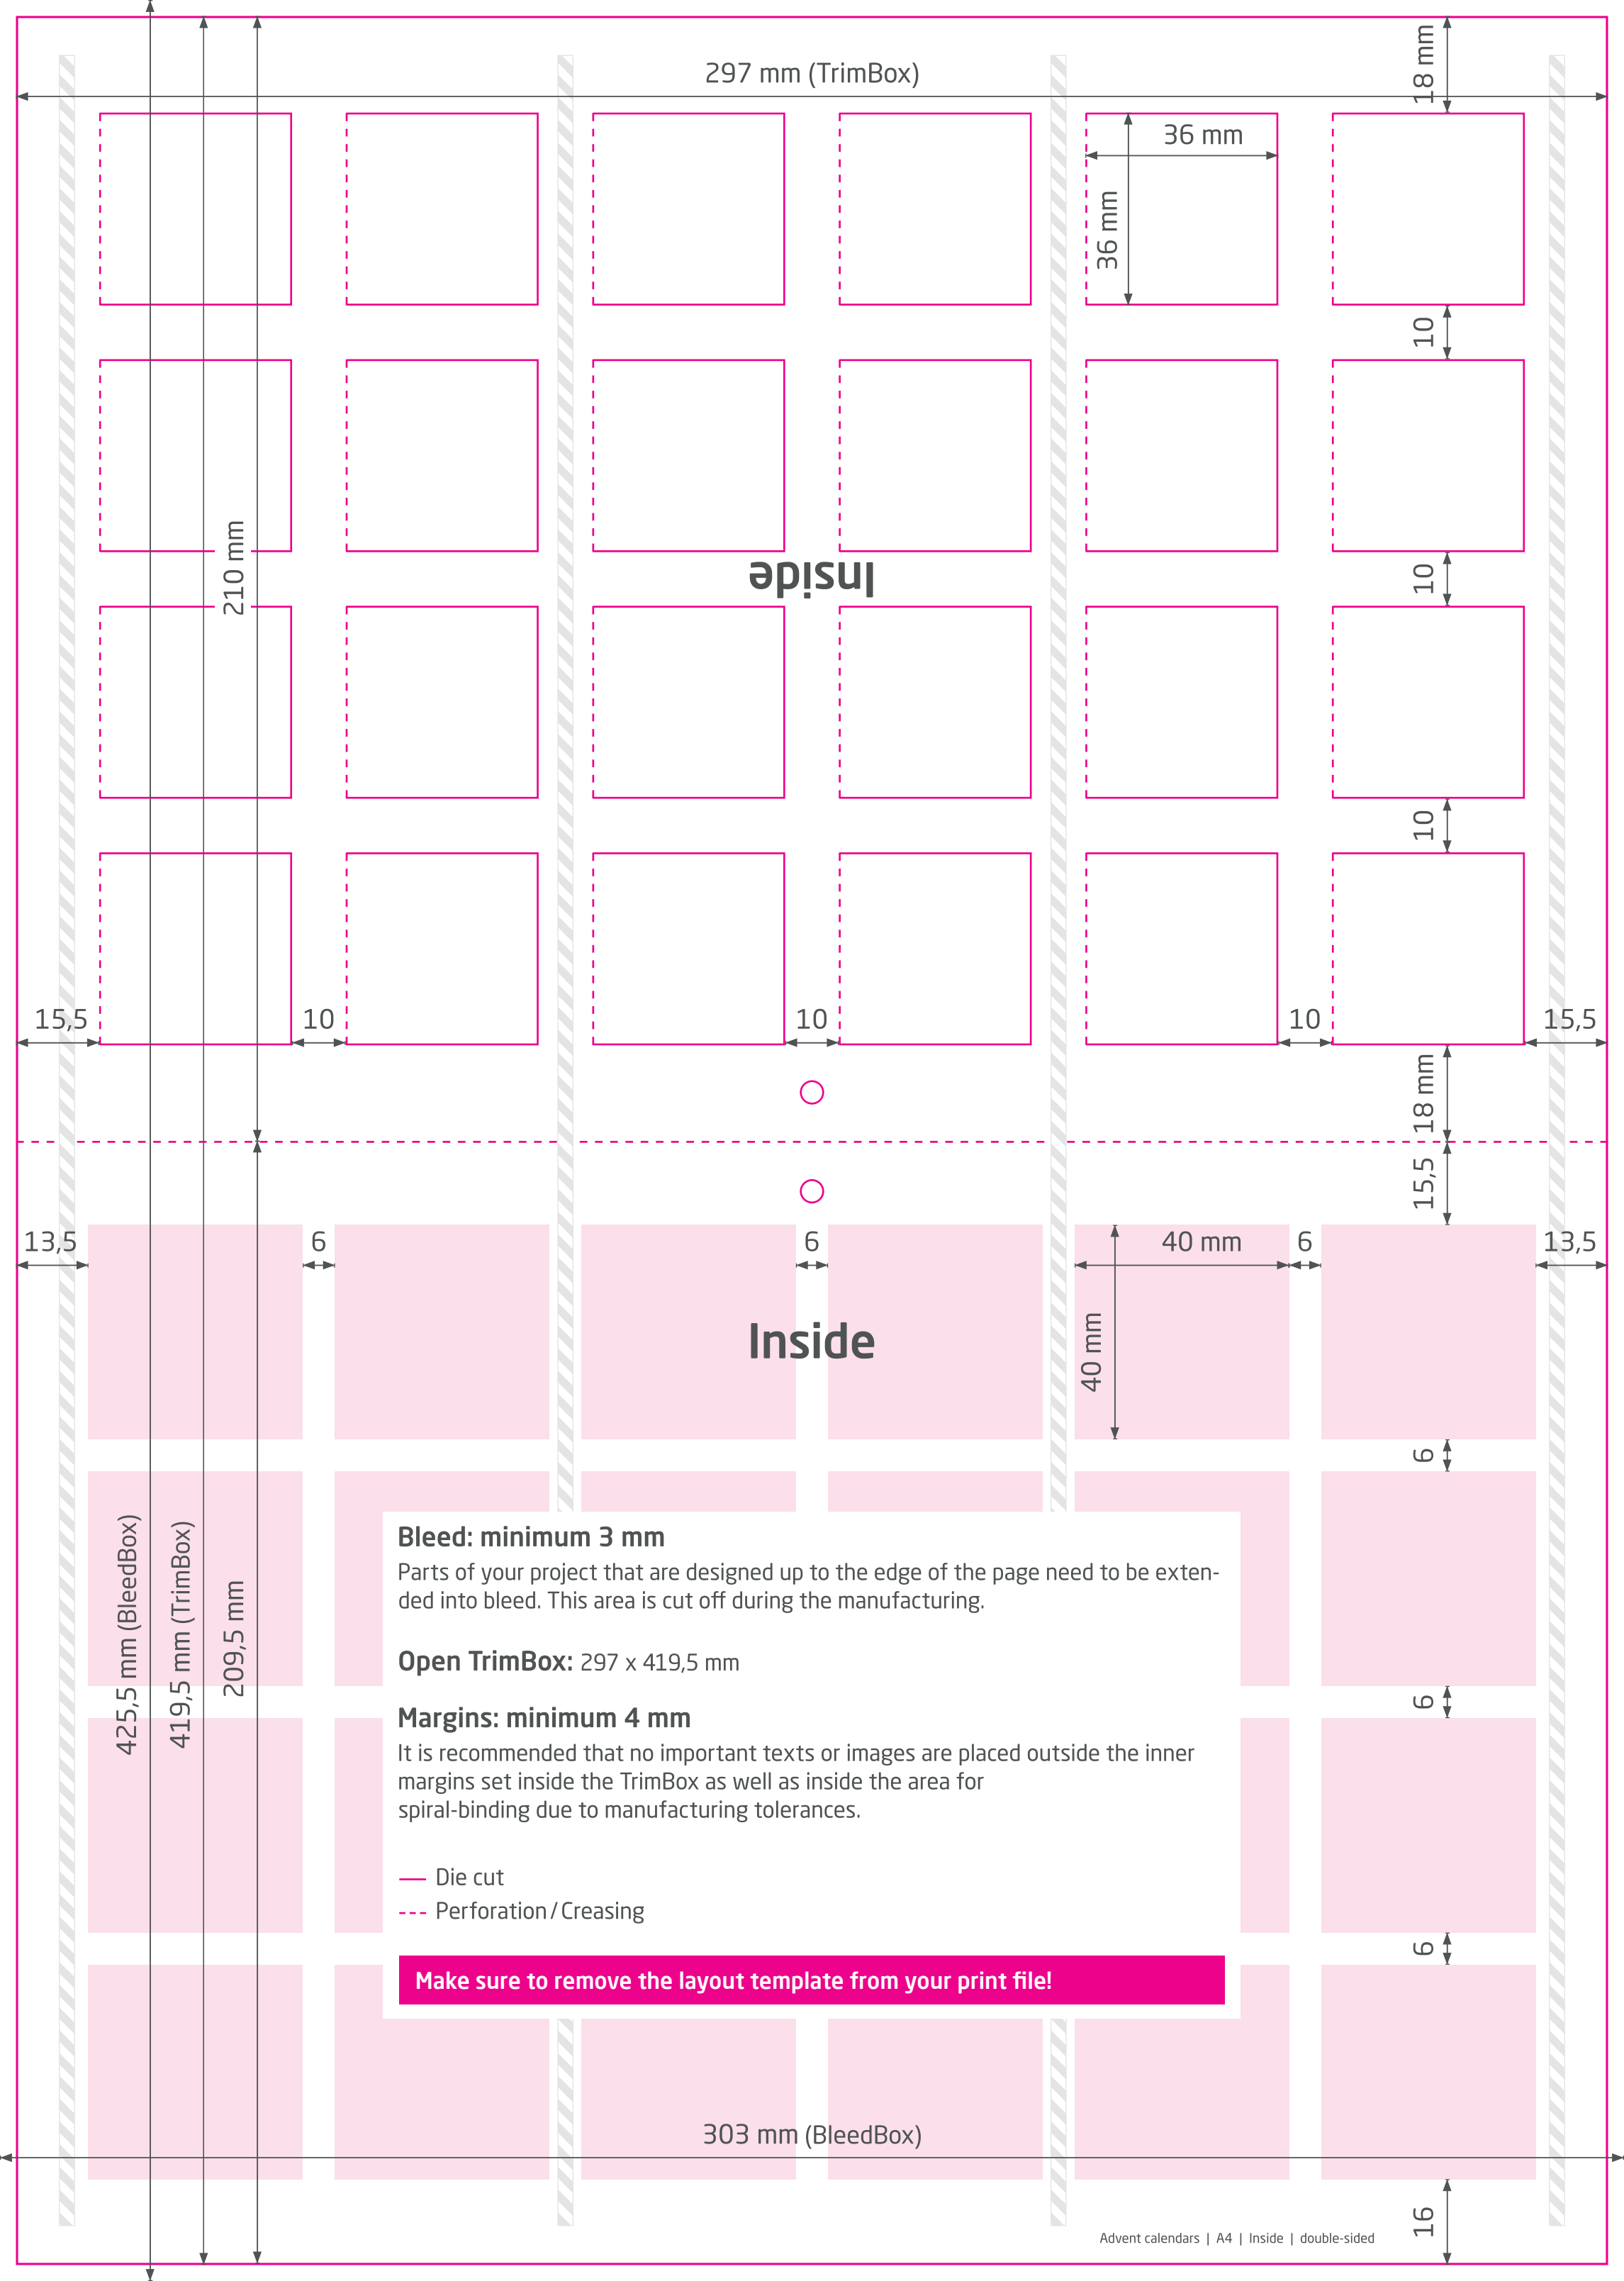 18 mm
297 mm (TrimBox)
36 mm
36 mm
10
210 mm
Inside
10
10
15,5
10
10
10
15,5
18 mm
15,5
13,5
6
6
40 mm
6
13,5
Inside
40 mm
6
Bleed: minimum 3 mm
Parts of your project that are designed up to the edge of the page need to be exten-
ded into bleed. This area is cut off during the manufacturing.
425,5 mm (BleedBox)
419,5 mm (TrimBox)
209,5 mm
Open TrimBox: 297 x 419,5 mm
6
Margins: minimum 4 mm
It is recommended that no important texts or images are placed outside the inner
margins set inside the TrimBox as well as inside the area for
spiral-binding due to manufacturing tolerances.
Die cut
Perforation / Creasing
6
Make sure to remove the layout template from your print file!
303 mm (BleedBox)
16
Advent calendars | A4 | Inside | double-sided